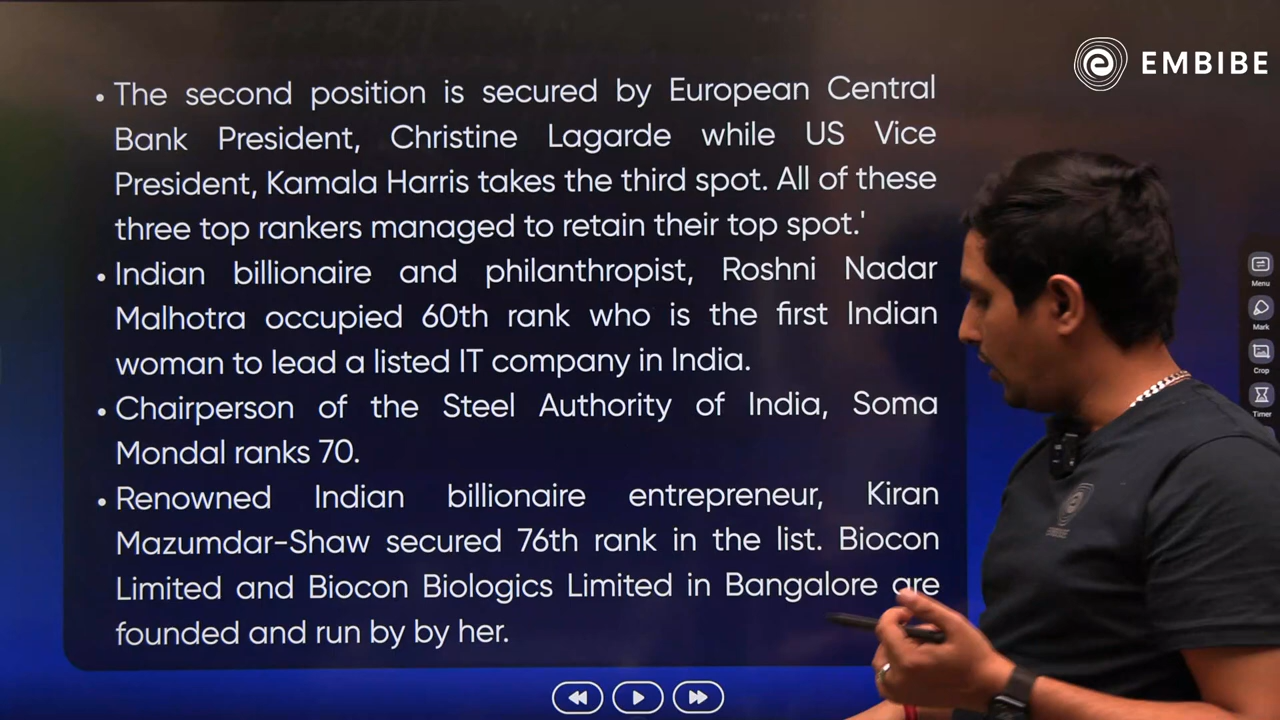 EMBIBE
• The second position is secured by European Central
Bank President, Christine Lagarde while US Vice
President, Kamala Harris takes the third spot. All of these
three top rankers managed to retain their top spot.'
• Indian billionaire and philanthropist, Roshni Nadar
Malhotra occupied 60th rank who is the first Indian
woman to lead a listed IT company in India.
• Chairperson of the Steel Authority of India, Soma
Mondal ranks 70.
• Renowned Indian billionaire entrepreneur, Kiran
Mazumdar-Shaw secured 76th rank in the list. Biocon
Limited and Biocon Biologics Limited in Bangalore are
founded and run by by her.
Menu
Mark
Crop
Timer